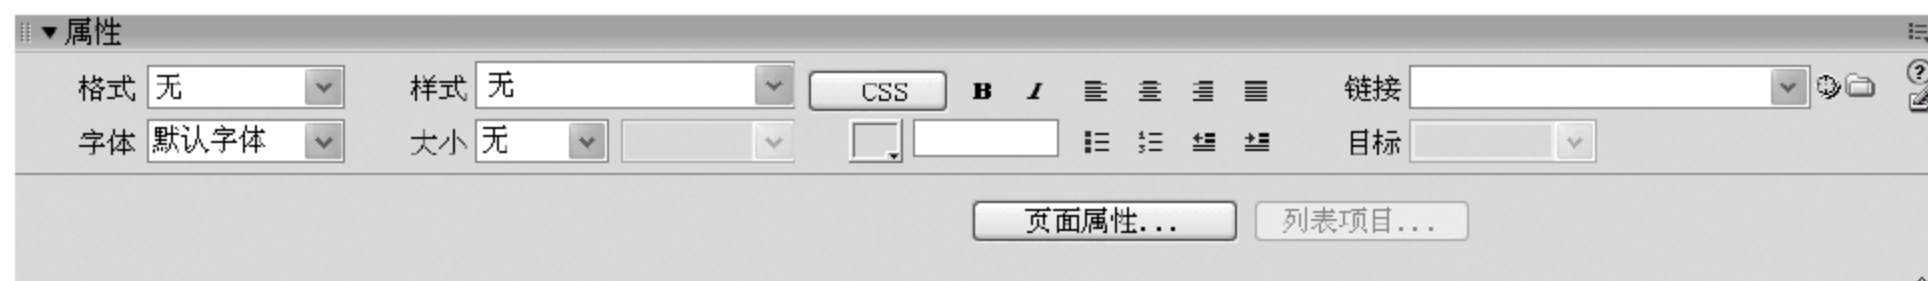 属性
格式 无 样式 无 CSS B I 链接
字体 默认字体 大小 无 目标
页面属性... 列表项目...